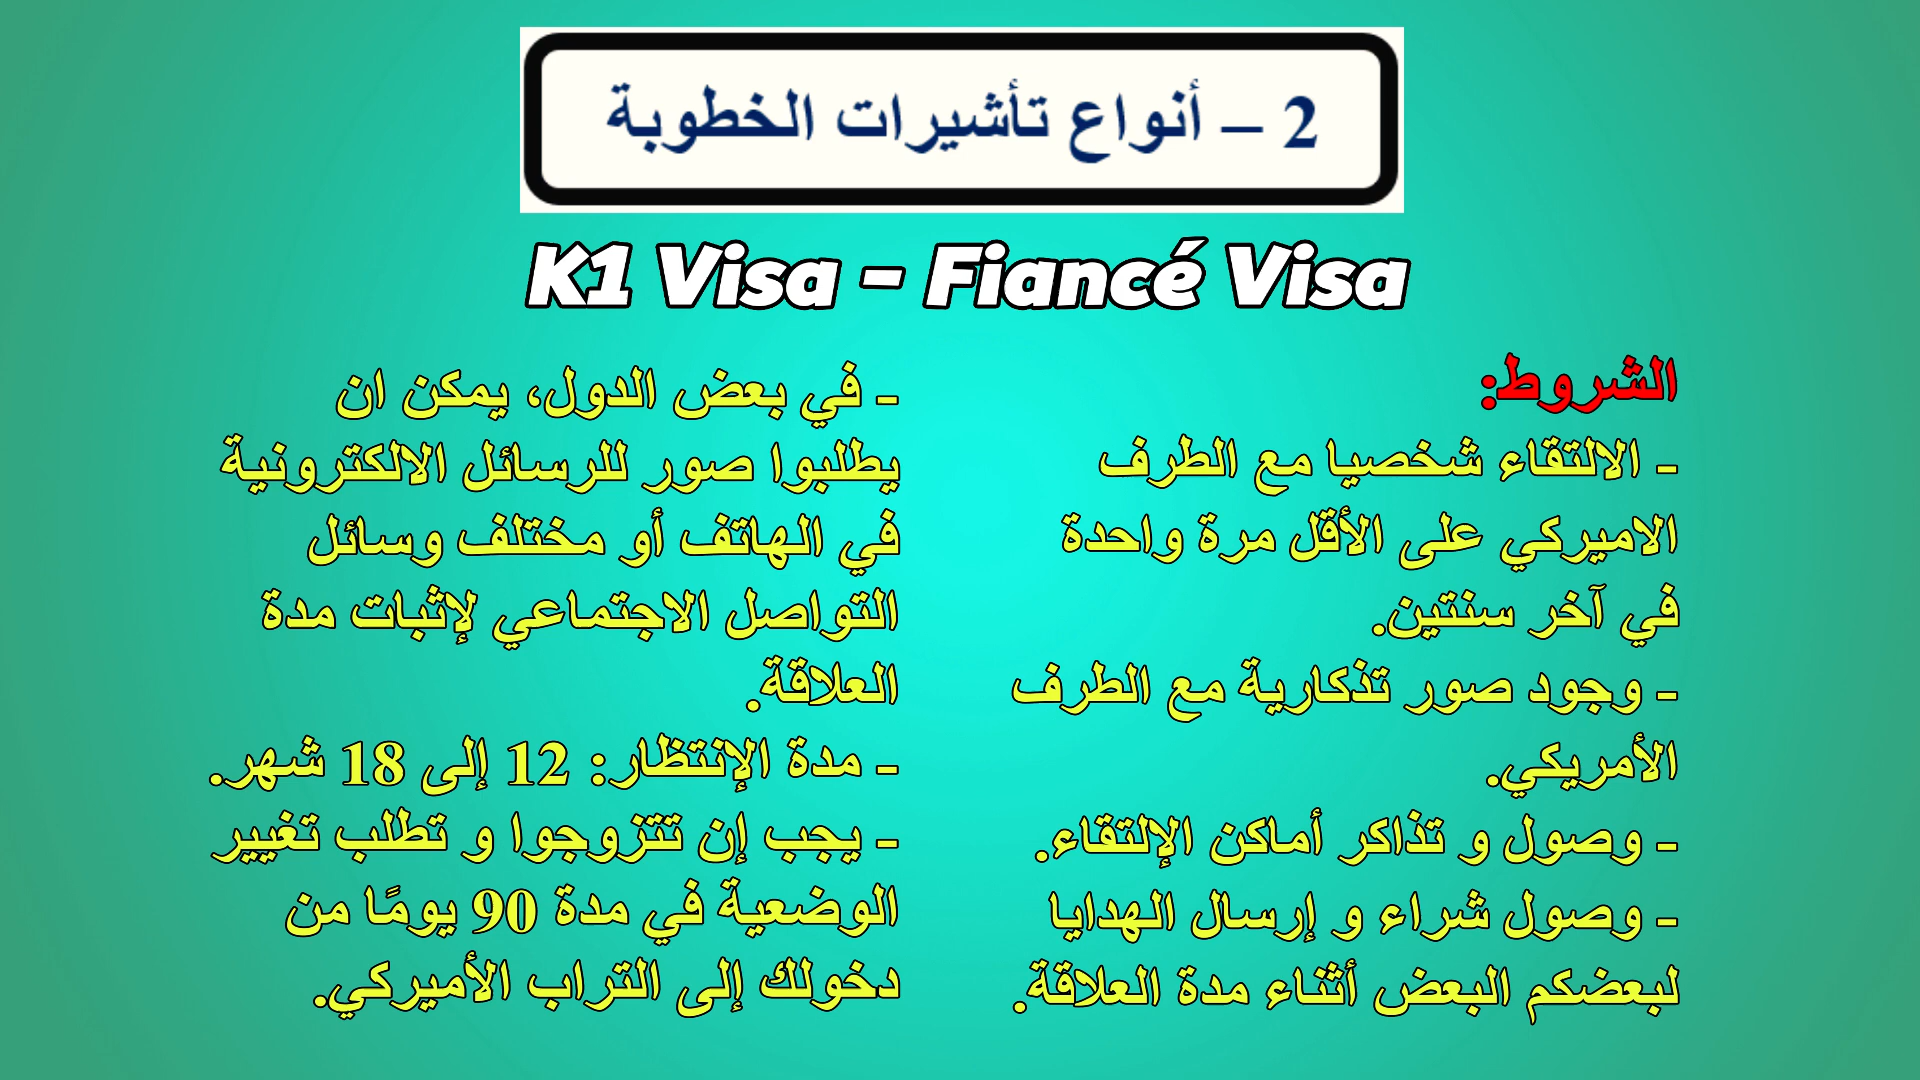 2 – أنواع تأشيرات الخطوبة
K1 Visa - Fiancé Visa
الشروط:
- الالتقاء شخصيا مع الطرف
الاميركي على الأقل مرة واحدة
في آخر سنتين.
- وجود صور تذكارية مع الطرف
الأمريكي.
- وصول و تذاكر أماكن الإلتقاء.
- وصول شراء و إرسال الهدايا
لبعضكم البعض أثناء مدة العلاقة.
- في بعض الدول، يمكن ان
يطلبوا صور للرسائل الالكترونية
في الهاتف أو مختلف وسائل
التواصل الاجتماعي لإثبات مدة
العلاقة.
- مدة الإنتظار: 12 إلى 18 شهر.
- يجب إن تتزوجوا و تطلب تغيير
الوضعية في مدة 90 يومًا من
دخولك إلى التراب الأميركي.